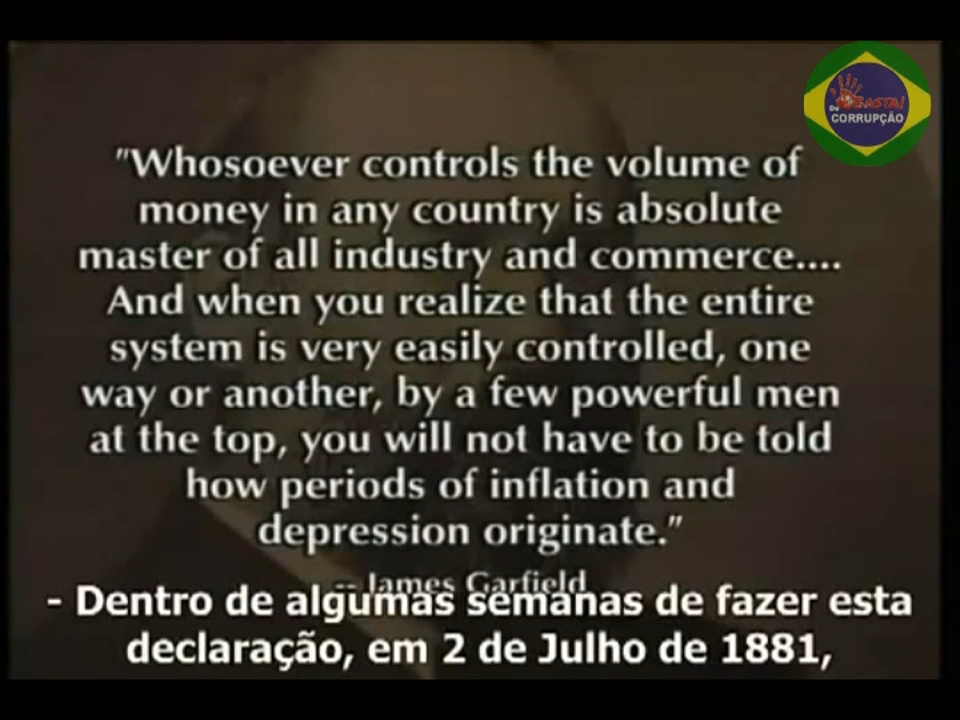 Du
BASTA!
CORRUPÇÃO
"Whosoever controls the volume of
money in any country is absolute
master of all industry and commerce....
And when you realize that the entire
system is very easily controlled, one
way or another, by a few powerful men
at the top, you will not have to be told
how periods of inflation and
depression originate."
-- James Garfield
- Dentro de algumas semanas de fazer esta
declaração, em 2 de Julho de 1881,